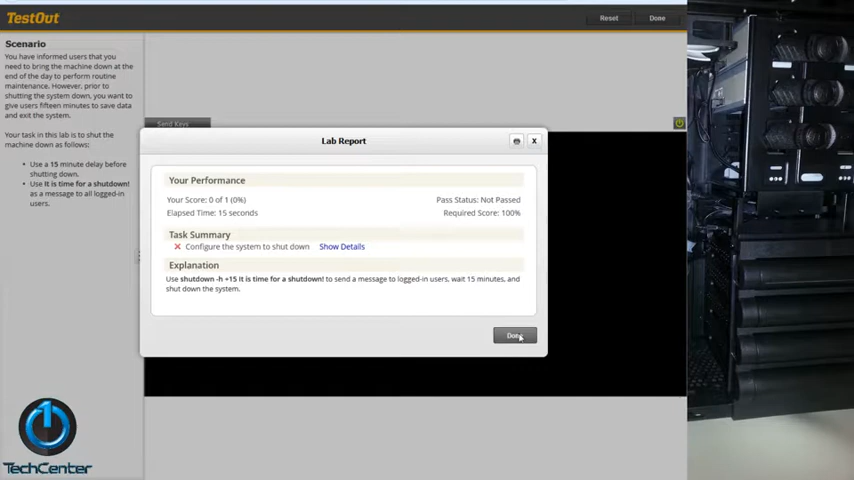 TestOut
Reset
Done
Scenario
You have informed users that you
need to bring the machine down at the
end of the day to perform routine
maintenance. However, prior to
shutting the system down, you want to
give users fifteen minutes to save data
and exit the system.
Your task in this lab is to shut the
machine down as follows:
Use a 15 minute delay before
shutting down.
Use It is time for a shutdown!
as a message to all logged-in
users.
Send Keys
Lab Report
X
Your Performance
Your Score: 0 of 1 (0%)
Pass Status: Not Passed
Elapsed Time: 15 seconds
Required Score: 100%
Task Summary
Configure the system to shut down
Show Details
Explanation
Use shutdown -h +15 It is time for a shutdown! to send a message to logged-in users, wait 15 minutes, and
shut down the system.
Done
TechCenter